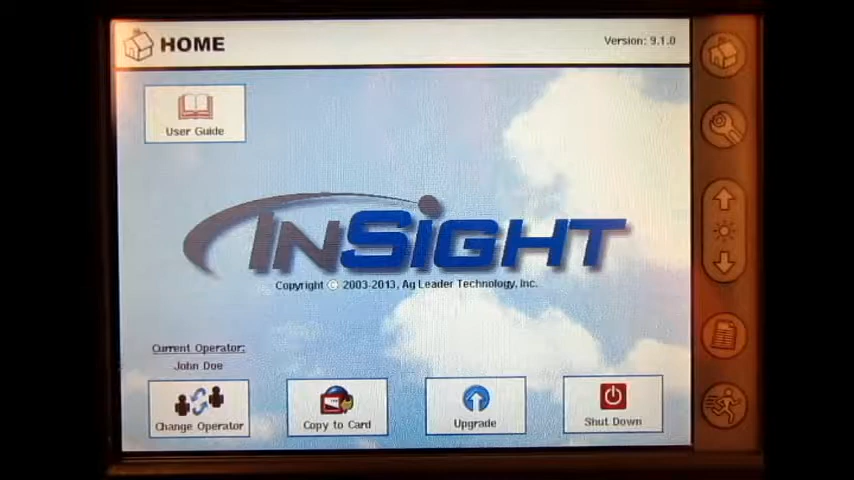 HOME
Version: 9.1.0
User Guide
INSIGHT
Copyright © 2003-2013, Ag Leader Technology, Inc.
Current Operator:
John Doe
Change Operator
Copy to Card
Upgrade
Shut Down